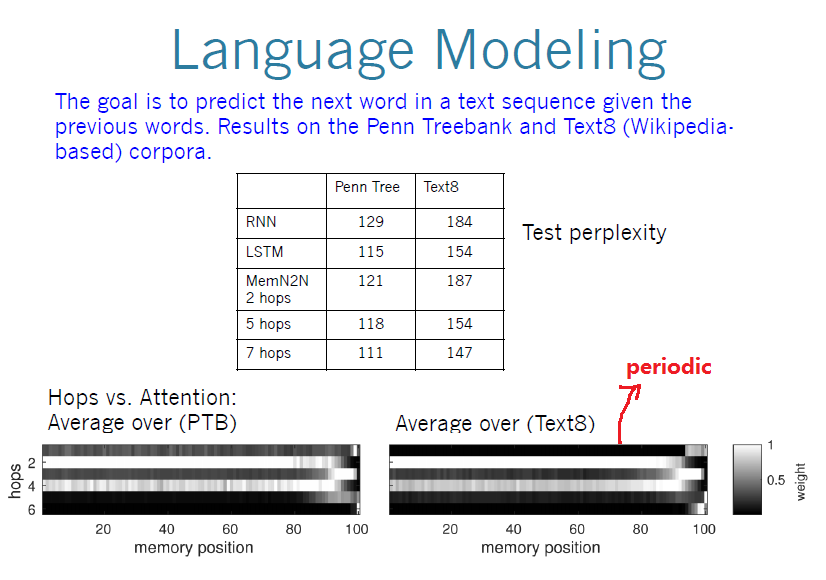 Language Modeling
The goal is to predict the next word in a text sequence given the
previous words. Results on the Penn Treebank and Text8 (Wikipedia-
based) corpora.
Penn Tree Text8
RNN 129 184
LSTM 115 154
MemN2N 121 187
2 hops
5 hops 118 154
7 hops 111 147
Test perplexity
periodic
Hops vs. Attention:
Average over (PTB)
Average over (Text8)
hops
2
4
6
20 40 60 80 100
memory position
20 40 60 80 100
memory position
1
0.5
weight